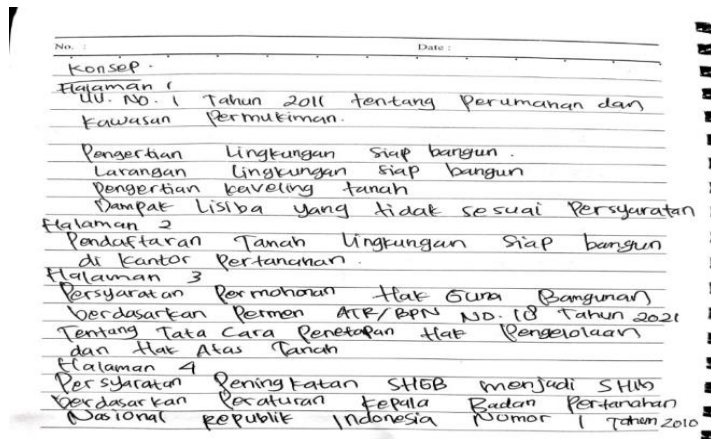 No. :
Date :
Konsep.
Halaman 1
UU. No. 1 Tahun 2011 tentang Perumahan dan
Kawasan Permukiman.
Pengertian Lingkungan siap bangun.
Larangan Lingkungan siap bangun
Pengertian kaveling tanah
Dampak Lisiba yang tidak sesuai Persyaratan
Halaman 2
Pendaftaran Tanah Lingkungan Siap bangun
di kantor Pertanahan.
Halaman 3
Persyaratan Permohonan Hak Guna Bangunan
berdasarkan Permen ATR/BPN No. 18 Tahun 2021
Tentang Tata Cara Penetapan Hak Pengelolaan
dan Hak Atas Tanah
Halaman 4
Persyaratan Peningkatan SHGB menjadi SHM
berdasarkan Peraturan Kepala Badan Pertanahan
Nasional Republik Indonesia Nomor 1 Tahun 2010